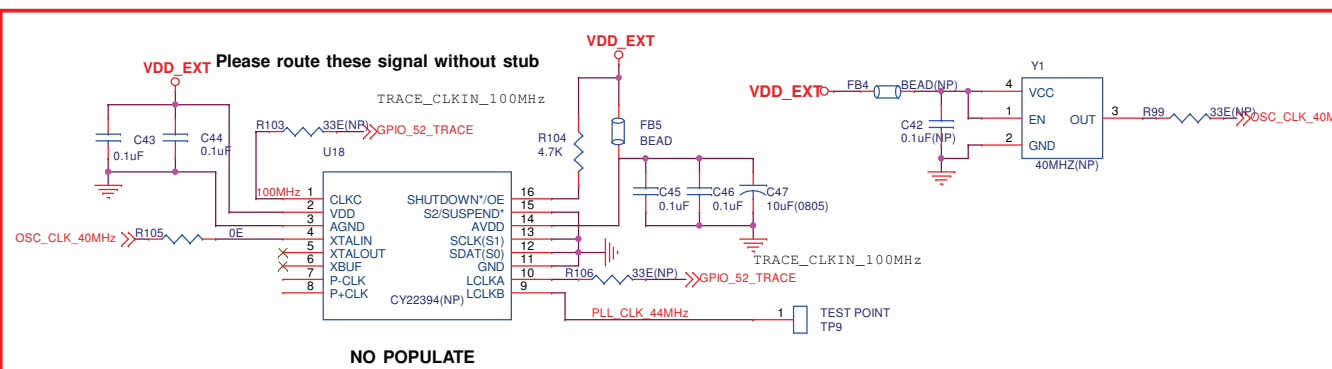 VDD_EXT
Please route these signal without stub
VDD_EXT
TRACE_CLKIN_100MHz
C43
0.1uF
C44
0.1uF
R103
33E(NP)
GPIO_52_TRACE
U18
R104
4.7K
FB5
BEAD
100MHz
1
2
3
4
5
6
7
8
CLKC
VDD
AGND
XTALIN
XTALOUT
XBUF
P-CLK
P+CLK
SHUTDOWN*/OE
S2/SUSPEND*
AVDD
SCLK(S1)
SDAT(S0)
GND
LCLKA
LCLKB
16
15
14
13
12
11
10
9
CY22394(NP)
OSC_CLK_40MHz
R105
0E
C45
0.1uF
C46
0.1uF
C47
10uF(0805)
TRACE_CLKIN_100MHz
R106
33E(NP)
GPIO_52_TRACE
PLL_CLK_44MHz
1
TEST POINT
TP9
NO POPULATE
VDD_EXT
FB4
BEAD(NP)
C42
0.1uF(NP)
Y1
4
1
2
VCC
EN
GND
OUT
3
40MHZ(NP)
R99
33E(NP)
OSC_CLK_40M